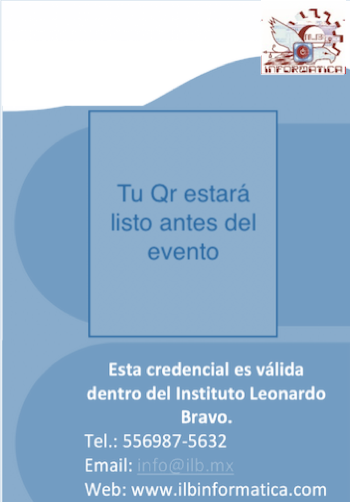 INFORMATICA
Tu Qr estará
listo antes del
evento
Esta credencial es válida
dentro del Instituto Leonardo
Bravo.
Tel.: 556987-5632
Email: info@ilb.mx
Web: www.ilbinformatica.com